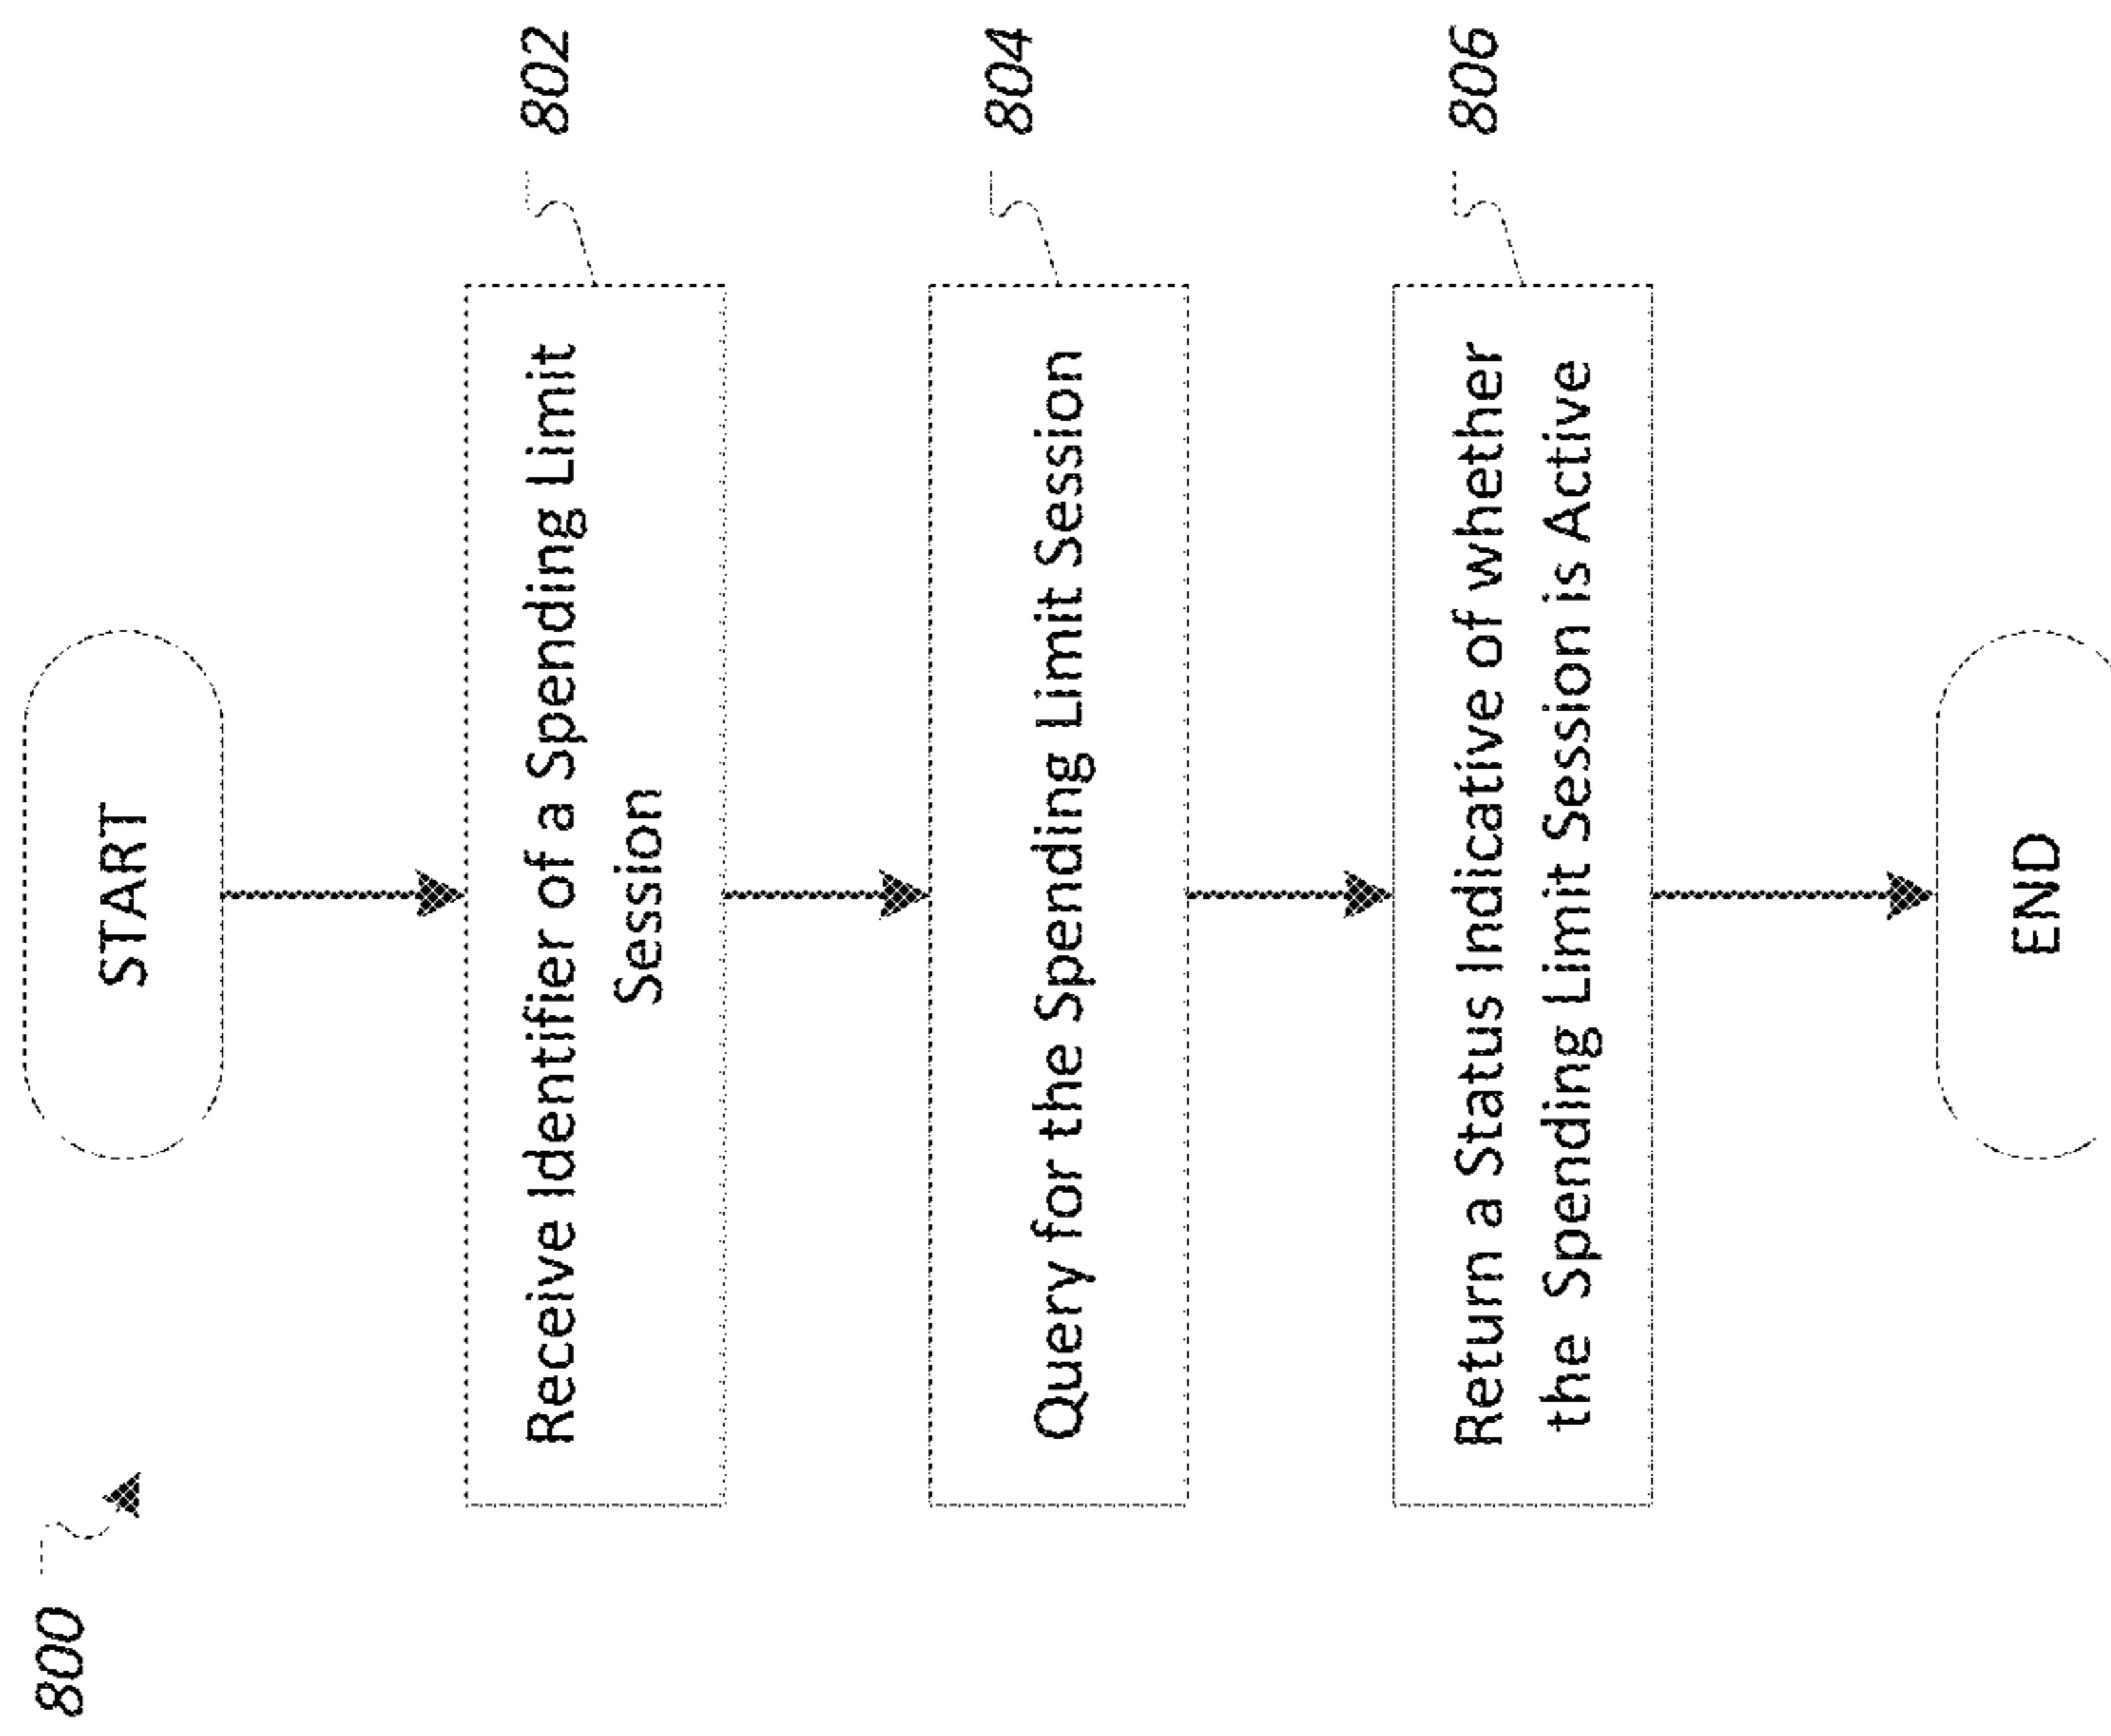 800
START
Receive Identifier of a Spending Limit
Session
802
Query for the Spending Limit Session
804
Return a Status Indicative of whether
the Spending Limit Session is Active
806
END